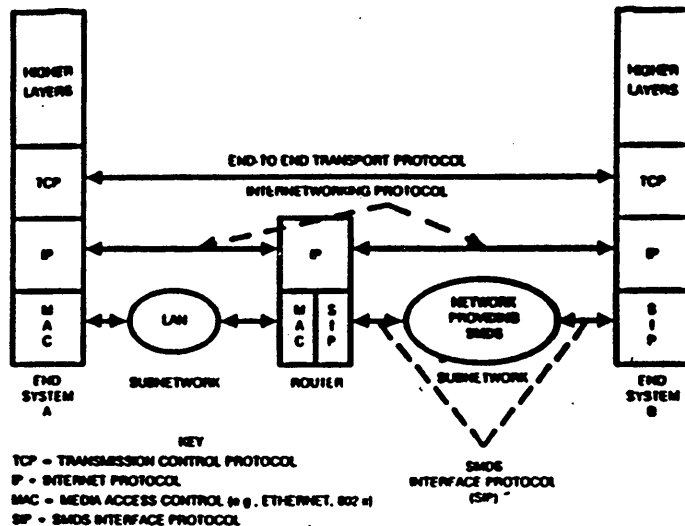 HIGHER
LAYERS
TCP
IP
M
A
C
END
SYSTEM
A
END-TO END TRANSPORT PROTOCOL
INTERNETWORKING PROTOCOL
LAN
SUBNETWORK
IP
M
A
C
S
I
P
ROUTER
NETWORK
PROVIDING
SMDS
SUBNETWORK
HIGHER
LAYERS
TCP
IP
S
I
P
END
SYSTEM
B
SMDS
INTERFACE PROTOCOL
(SIP)
KEY
TCP = TRANSMISSION CONTROL PROTOCOL
IP = INTERNET PROTOCOL
MAC = MEDIA ACCESS CONTROL (e g , ETHERNET, 802 x)
SIP = SMDS INTERFACE PROTOCOL